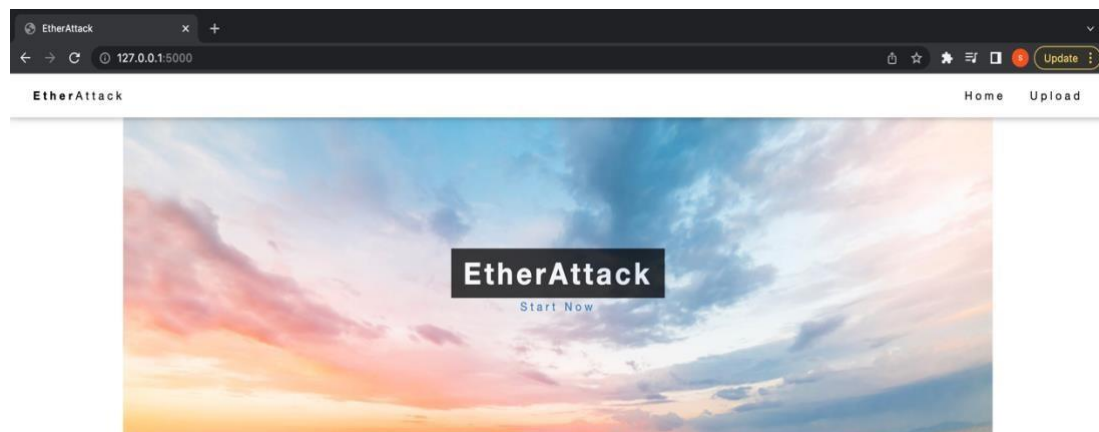 EtherAttack
127.0.0.1:5000
Update
EtherAttack Home Upload
EtherAttack
Start Now